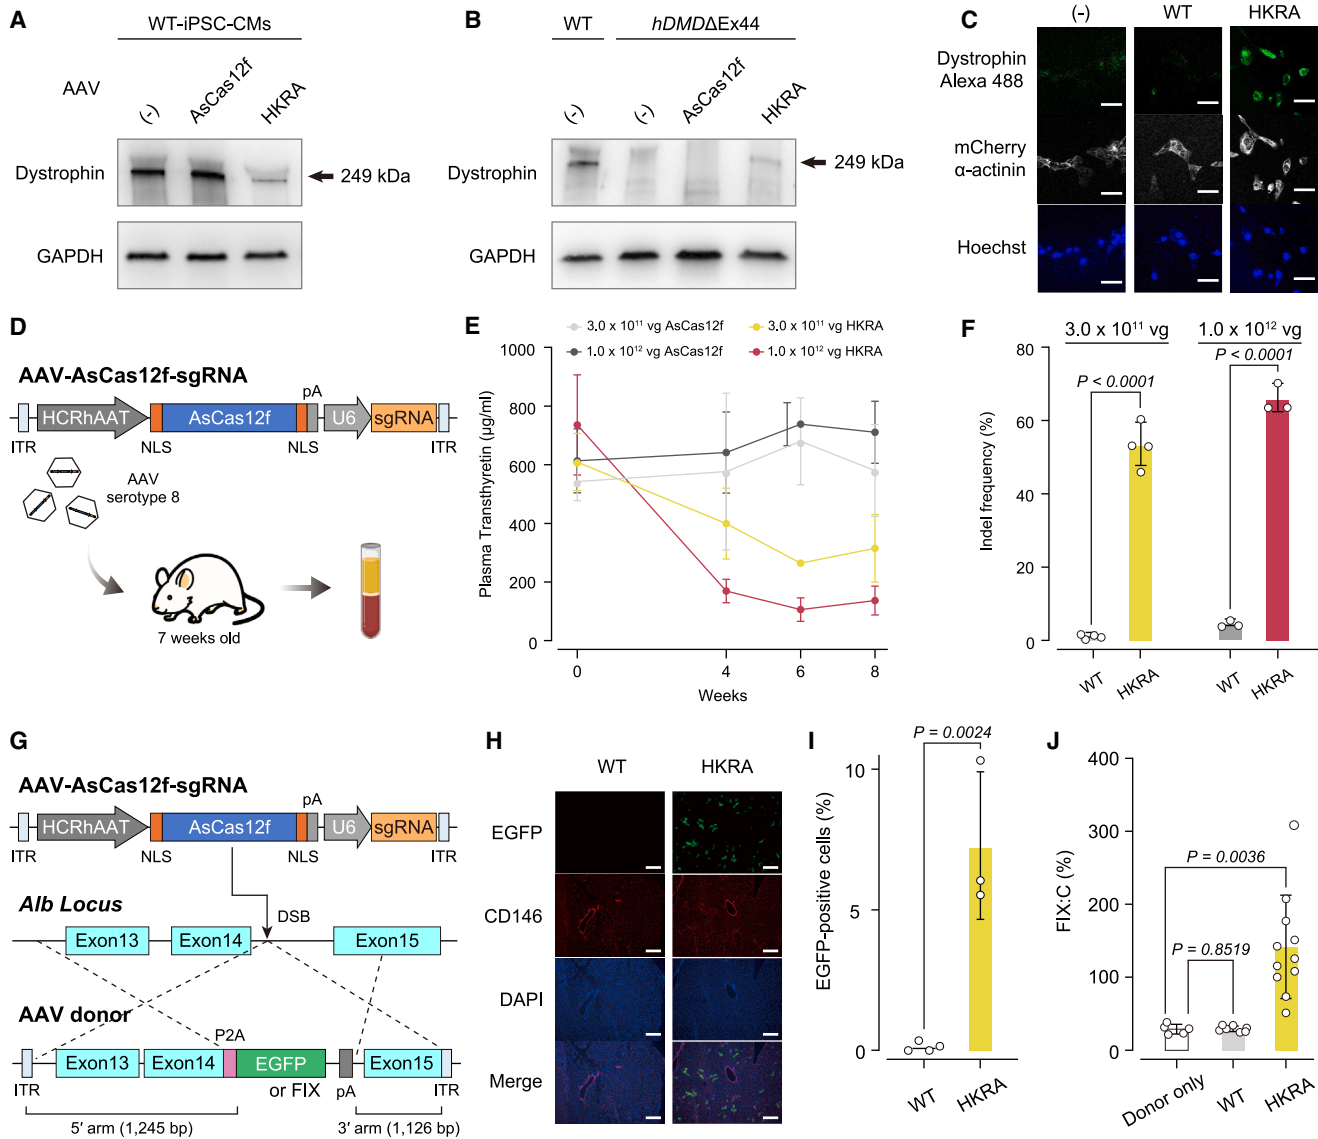 A
WT-iPSC-CMs
AAV
(-)
AsCas12f
HKRA
Dystrophin
249 kDa
GAPDH
B
WT
hDMDΔEx44
(-)
AsCas12f
HKRA
Dystrophin
249 kDa
GAPDH
C
(-)
WT
HKRA
Dystrophin
Alexa 488
mCherry
α-actinin
Hoechst
D
AAV-AsCas12f-sgRNA
pA
HCRhAAT
AsCas12f
U6
sgRNA
ITR
NLS
NLS
ITR
AAV
serotype 8
7 weeks old
E
3.0 x 10¹¹ vg AsCas12f
3.0 x 10¹¹ vg HKRA
1.0 x 10¹² vg AsCas12f
1.0 x 10¹² vg HKRA
Plasma Transthyretin (μg/ml)
1000
800
600
400
200
0
0
4
6
8
Weeks
F
3.0 x 10¹¹ vg
1.0 x 10¹² vg
P < 0.0001
P < 0.0001
Indel frequency (%)
80
60
40
20
0
WT
HKRA
WT
HKRA
G
AAV-AsCas12f-sgRNA
pA
HCRhAAT
AsCas12f
U6
sgRNA
ITR
NLS
NLS
ITR
Alb Locus
DSB
Exon13
Exon14
Exon15
AAV donor
P2A
Exon13
Exon14
EGFP
Exon15
ITR
or FIX
pA
ITR
5′ arm (1,245 bp)
3′ arm (1,126 bp)
H
WT
HKRA
EGFP
CD146
DAPI
Merge
I
P = 0.0024
EGFP-positive cells (%)
10
5
0
WT
HKRA
J
FIX:C (%)
400
300
200
100
0
P = 0.0036
P = 0.8519
Donor only
WT
HKRA